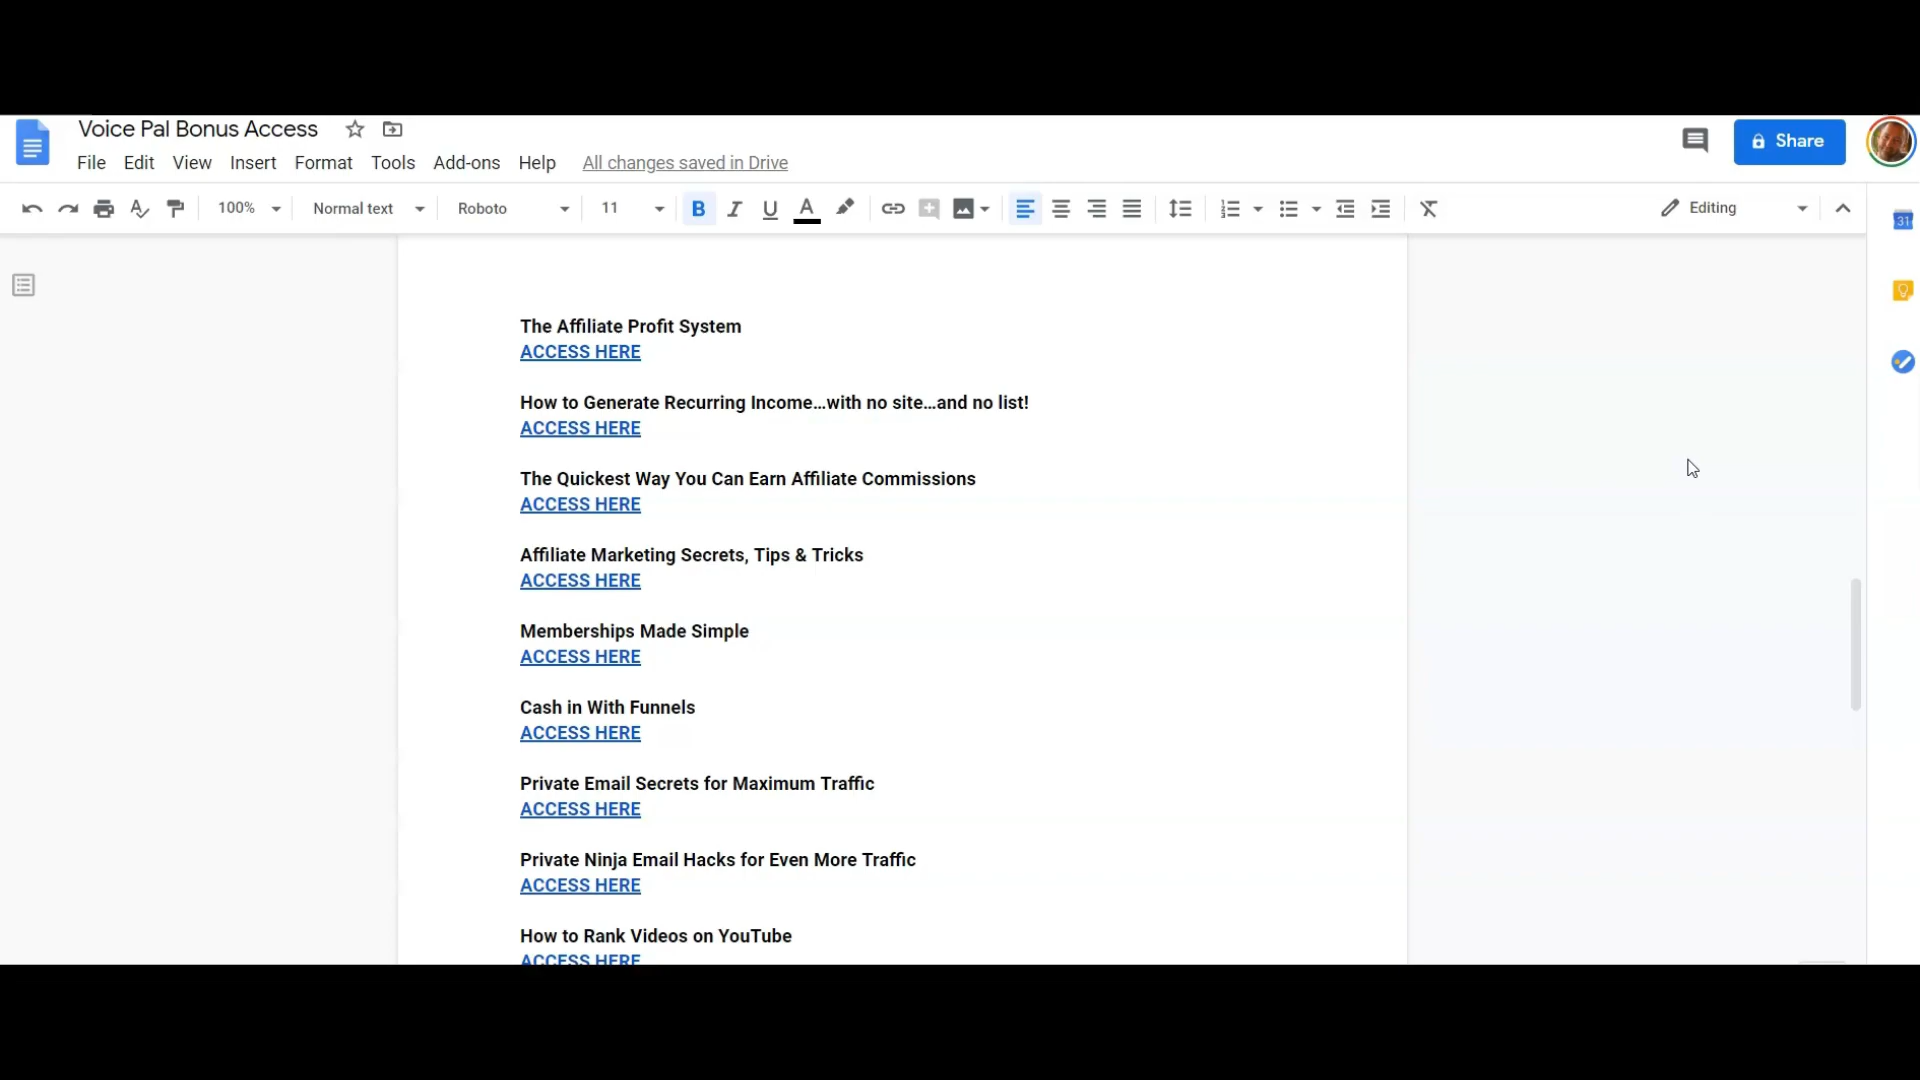 Voice Pal Bonus Access
File Edit View Insert Format Tools Add-ons Help All changes saved in Drive
Share
100% Normal text Roboto 11 B I U A Editing
31
The Affiliate Profit System
ACCESS HERE
How to Generate Recurring Income…with no site…and no list!
ACCESS HERE
The Quickest Way You Can Earn Affiliate Commissions
ACCESS HERE
Affiliate Marketing Secrets, Tips & Tricks
ACCESS HERE
Memberships Made Simple
ACCESS HERE
Cash in With Funnels
ACCESS HERE
Private Email Secrets for Maximum Traffic
ACCESS HERE
Private Ninja Email Hacks for Even More Traffic
ACCESS HERE
How to Rank Videos on YouTube
ACCESS HERE